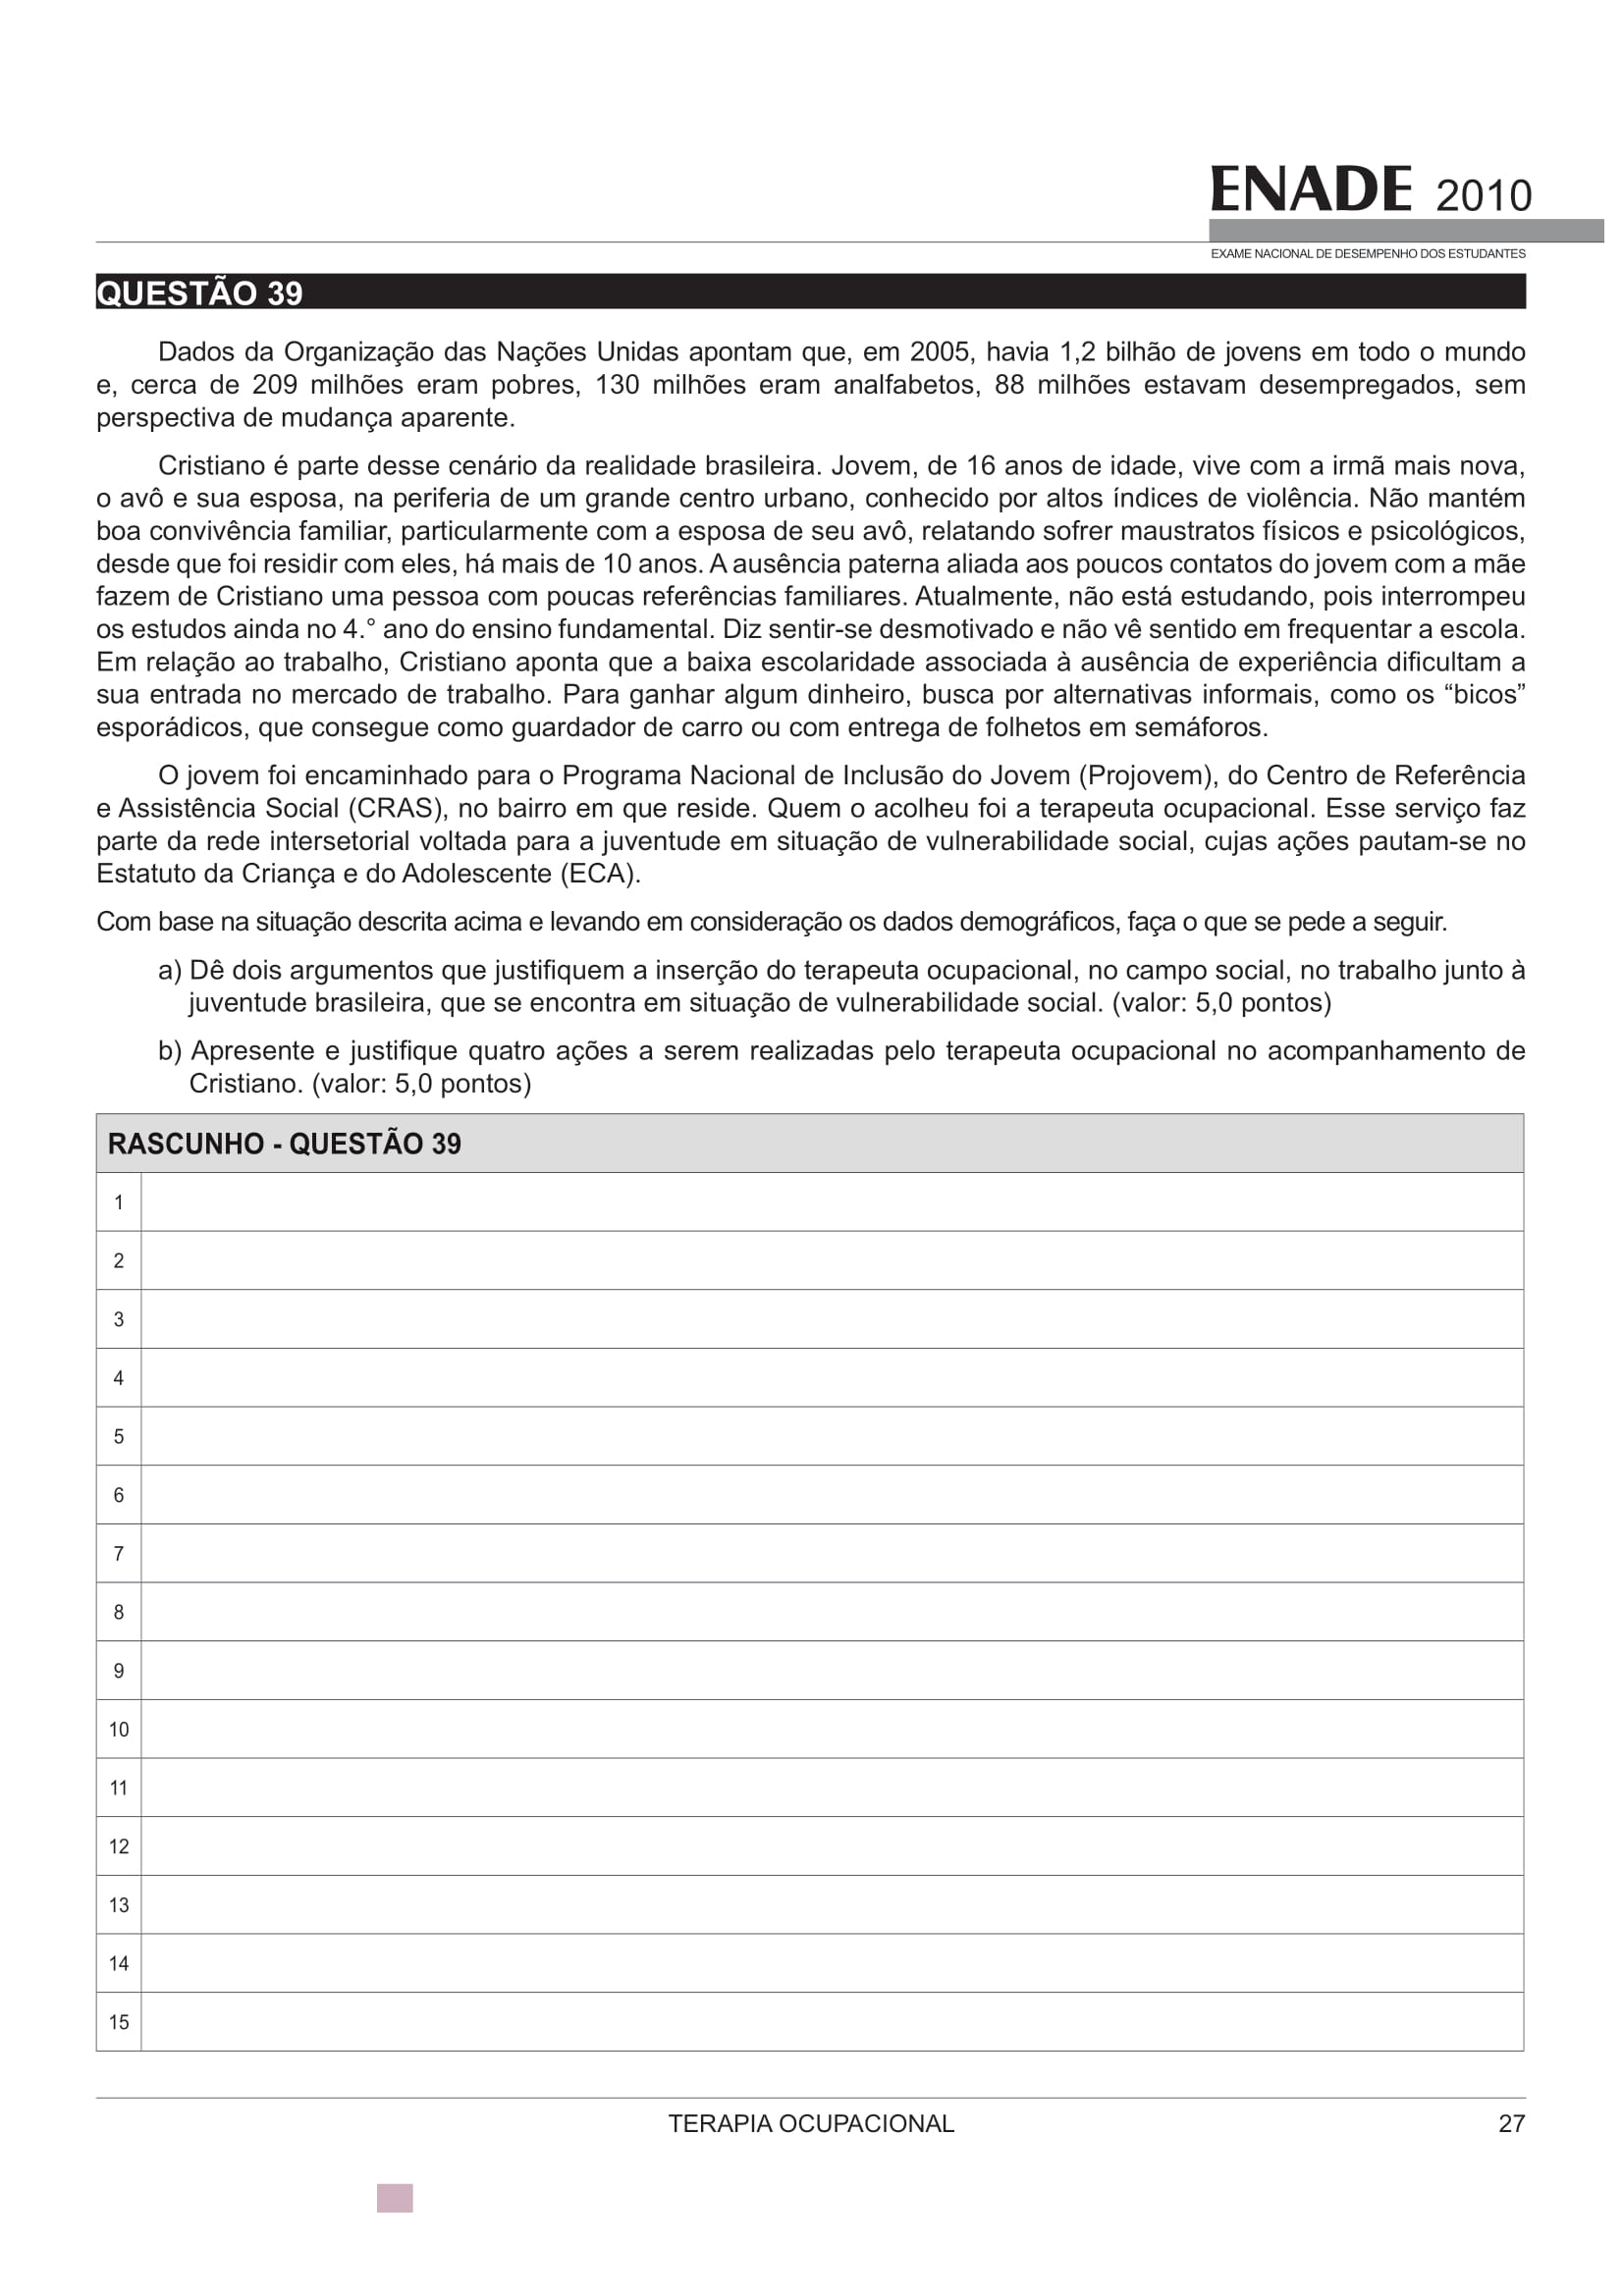 ENADE 2010
EXAME NACIONAL DE DESEMPENHO DOS ESTUDANTES
QUESTÃO 39
Dados da Organização das Nações Unidas apontam que, em 2005, havia 1,2 bilhão de jovens em todo o mundo
e, cerca de 209 milhões eram pobres, 130 milhões eram analfabetos, 88 milhões estavam desempregados, sem
perspectiva de mudança aparente.
Cristiano é parte desse cenário da realidade brasileira. Jovem, de 16 anos de idade, vive com a irmã mais nova,
o avô e sua esposa, na periferia de um grande centro urbano, conhecido por altos índices de violência. Não mantém
boa convivência familiar, particularmente com a esposa de seu avô, relatando sofrer maustratos físicos e psicológicos,
desde que foi residir com eles, há mais de 10 anos. A ausência paterna aliada aos poucos contatos do jovem com a mãe
fazem de Cristiano uma pessoa com poucas referências familiares. Atualmente, não está estudando, pois interrompeu
os estudos ainda no 4.° ano do ensino fundamental. Diz sentir-se desmotivado e não vê sentido em frequentar a escola.
Em relação ao trabalho, Cristiano aponta que a baixa escolaridade associada à ausência de experiência dificultam a
sua entrada no mercado de trabalho. Para ganhar algum dinheiro, busca por alternativas informais, como os “bicos”
esporádicos, que consegue como guardador de carro ou com entrega de folhetos em semáforos.
O jovem foi encaminhado para o Programa Nacional de Inclusão do Jovem (Projovem), do Centro de Referência
e Assistência Social (CRAS), no bairro em que reside. Quem o acolheu foi a terapeuta ocupacional. Esse serviço faz
parte da rede intersetorial voltada para a juventude em situação de vulnerabilidade social, cujas ações pautam-se no
Estatuto da Criança e do Adolescente (ECA).
Com base na situação descrita acima e levando em consideração os dados demográficos, faça o que se pede a seguir.
a) Dê dois argumentos que justifiquem a inserção do terapeuta ocupacional, no campo social, no trabalho junto à
juventude brasileira, que se encontra em situação de vulnerabilidade social. (valor: 5,0 pontos)
b) Apresente e justifique quatro ações a serem realizadas pelo terapeuta ocupacional no acompanhamento de
Cristiano. (valor: 5,0 pontos)
RASCUNHO - QUESTÃO 39
1
2
3
4
5
6
7
8
9
10
11
12
13
14
15
TERAPIA OCUPACIONAL
27